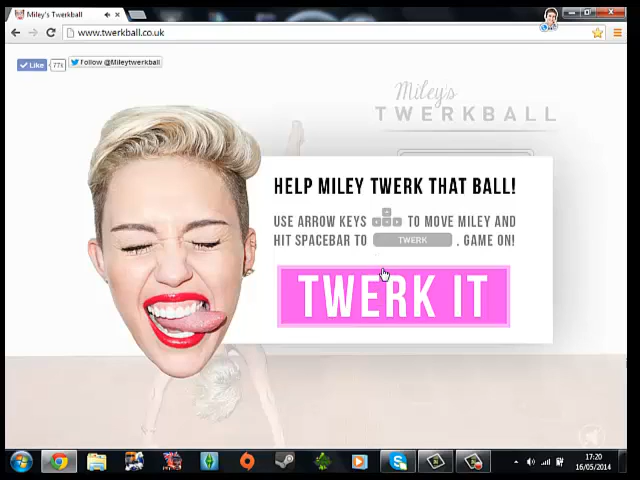 Miley's Twerkball
www.twerkball.co.uk
Like
Follow @Mileytwerkball
Miley's
TWERKBALL
HELP MILEY TWERK THAT BALL!
USE ARROW KEYS TO MOVE MILEY AND
HIT SPACEBAR TO TWERK . GAME ON!
TWERK IT
17:20
16/05/2014